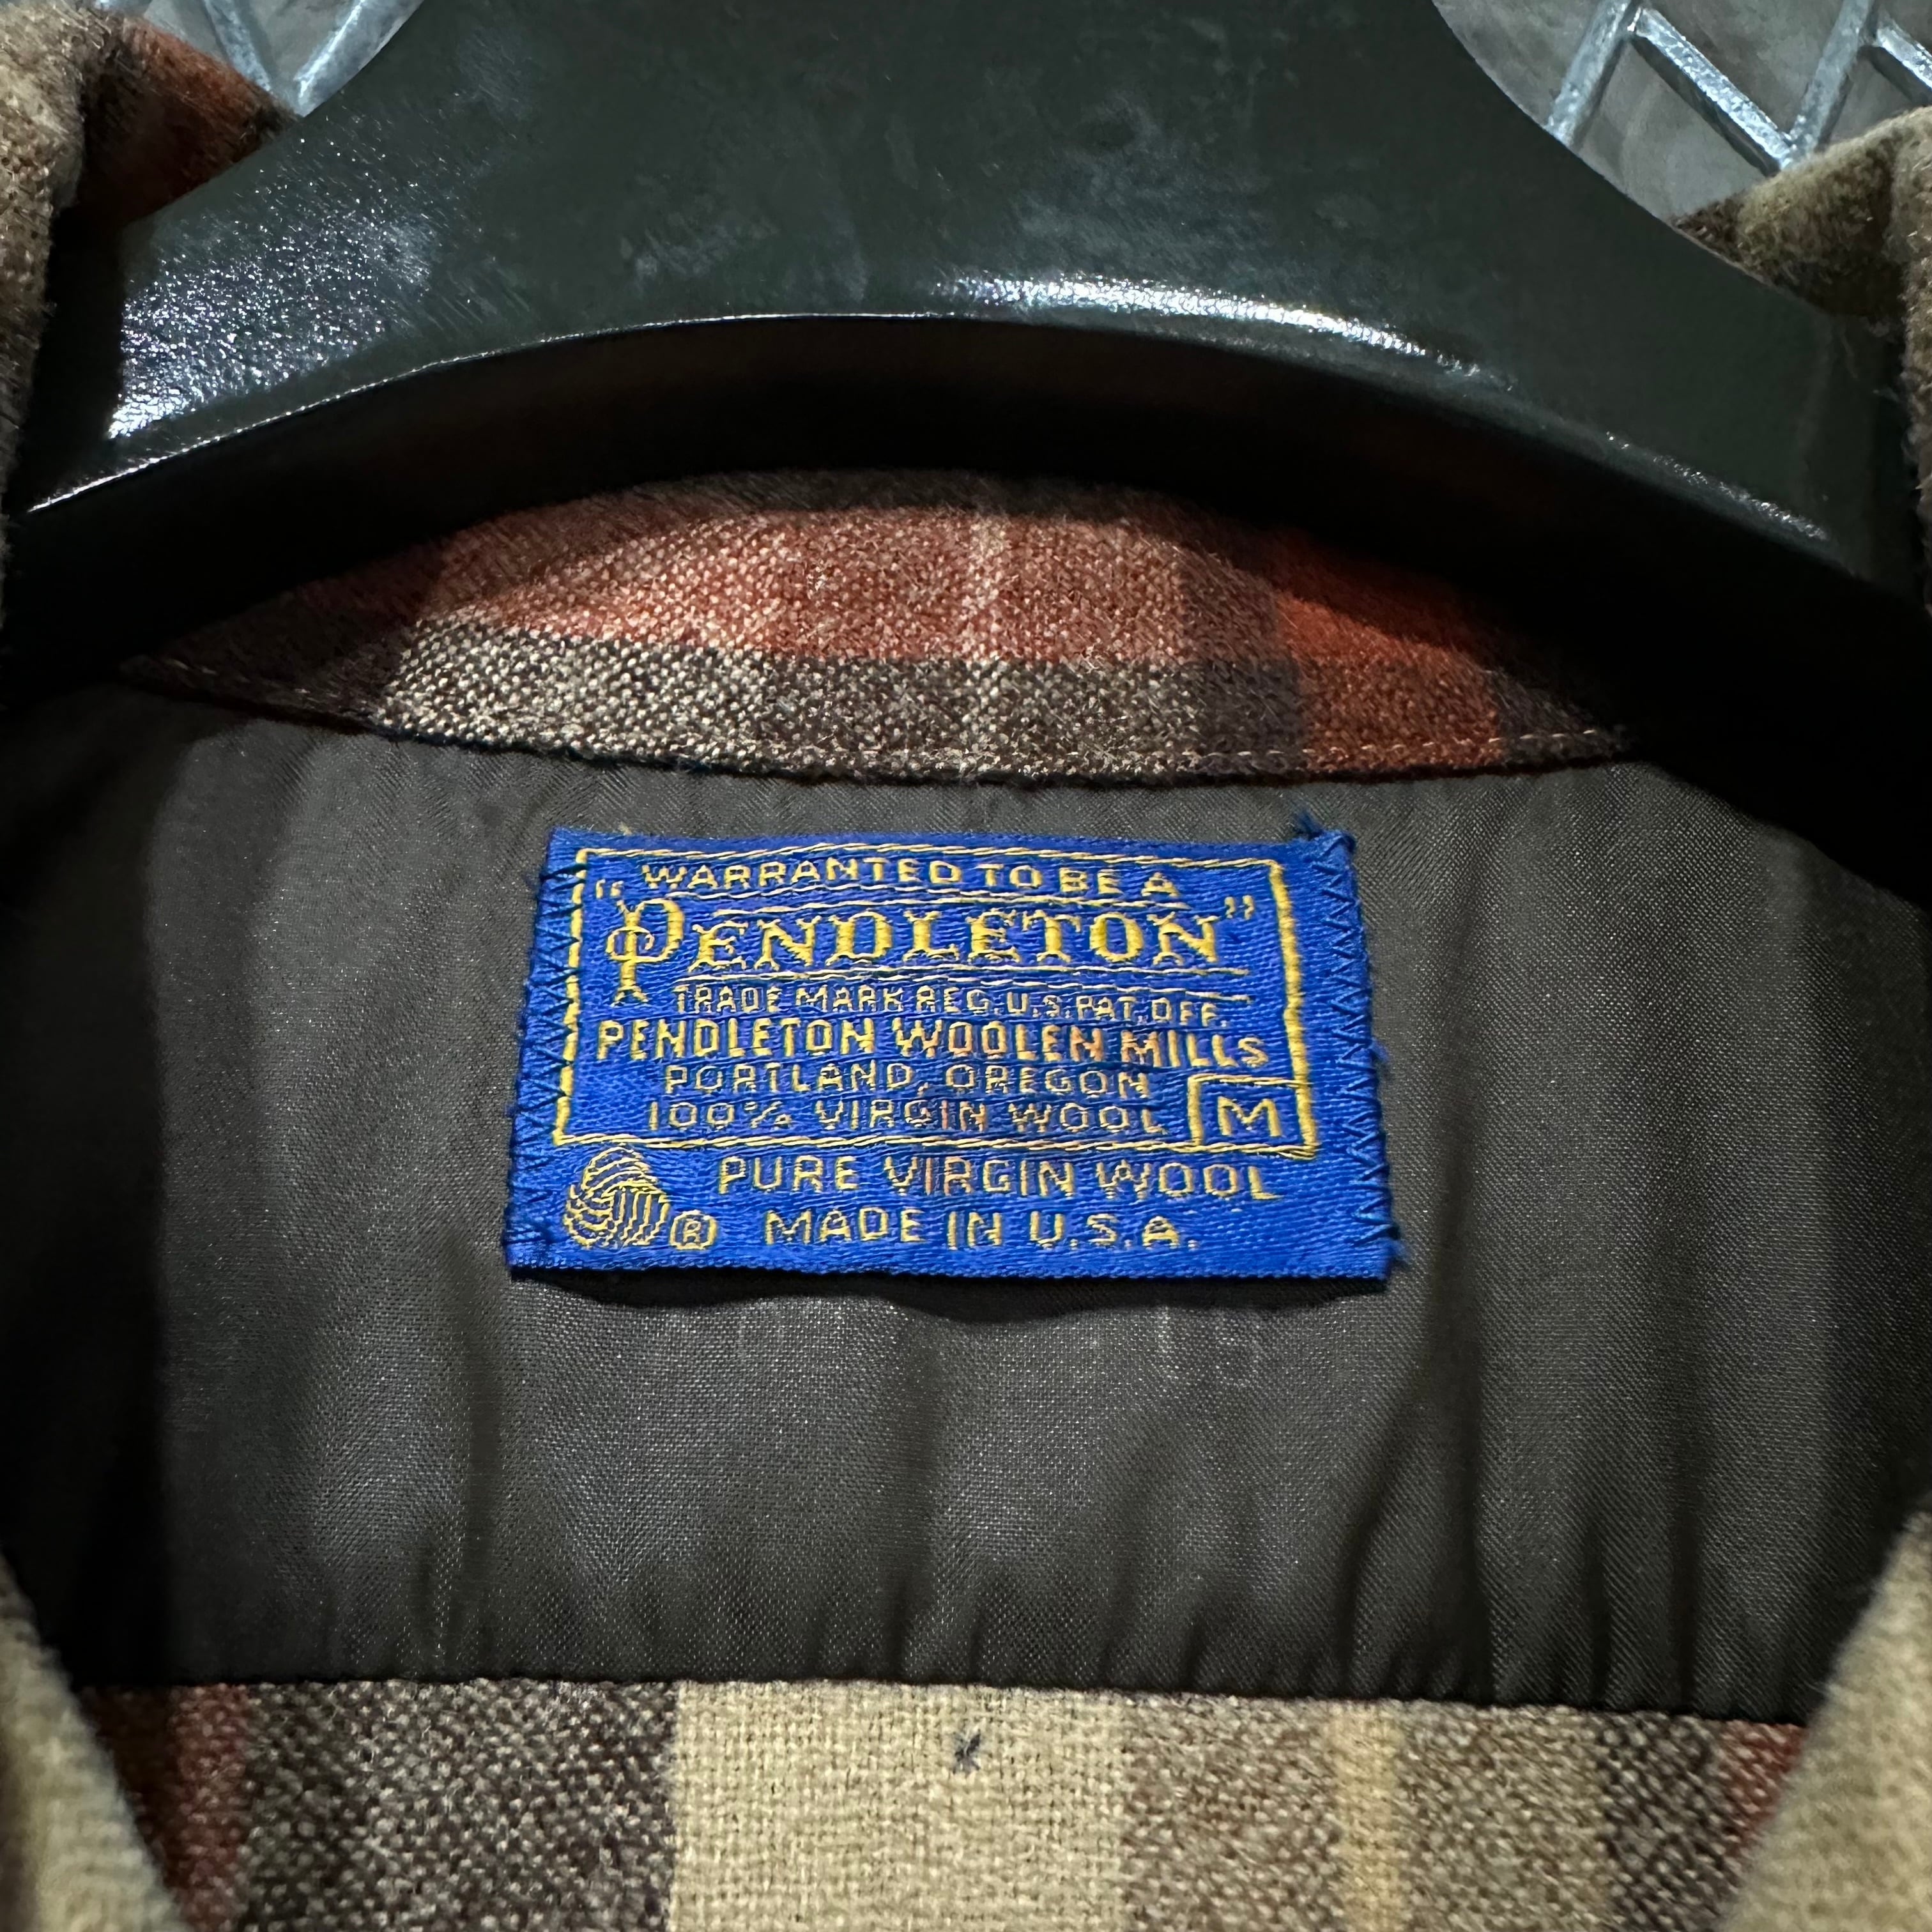 WARRANTED TO BE A
"PENDLETON"
TRADE MARK REG. U.S. PAT. OFF.
PENDLETON WOOLEN MILLS
PORTLAND, OREGON
100% VIRGIN WOOL M
PURE VIRGIN WOOL
® MADE IN U.S.A.